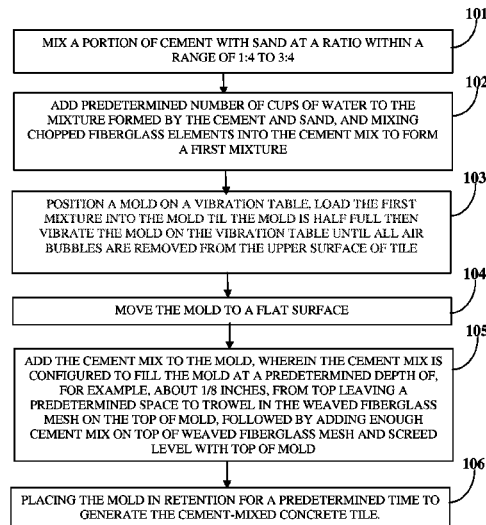 101
MIX A PORTION OF CEMENT WITH SAND AT A RATIO WITHIN A
RANGE OF 1:4 TO 3:4
102
ADD PREDETERMINED NUMBER OF CUPS OF WATER TO THE
MIXTURE FORMED BY THE CEMENT AND SAND, AND MIXING
CHOPPED FIBERGLASS ELEMENTS INTO THE CEMENT MIX TO FORM
A FIRST MIXTURE
103
POSITION A MOLD ON A VIBRATION TABLE, LOAD THE FIRST
MIXTURE INTO THE MOLD TIL THE MOLD IS HALF FULL THEN
VIBRATE THE MOLD ON THE VIBRATION TABLE UNTIL ALL AIR
BUBBLES ARE REMOVED FROM THE UPPER SURFACE OF TILE
104
MOVE THE MOLD TO A FLAT SURFACE
105
ADD THE CEMENT MIX TO THE MOLD, WHEREIN THE CEMENT MIX IS
CONFIGURED TO FILL THE MOLD AT A PREDETERMINED DEPTH OF,
FOR EXAMPLE, ABOUT 1/8 INCHES, FROM TOP LEAVING A
PREDETERMINED SPACE TO TROWEL IN THE WEAVED FIBERGLASS
MESH ON THE TOP OF MOLD, FOLLOWED BY ADDING ENOUGH
CEMENT MIX ON TOP OF WEAVED FIBERGLASS MESH AND SCREED
LEVEL WITH TOP OF MOLD
106
PLACING THE MOLD IN RETENTION FOR A PREDETERMINED TIME TO
GENERATE THE CEMENT-MIXED CONCRETE TILE.